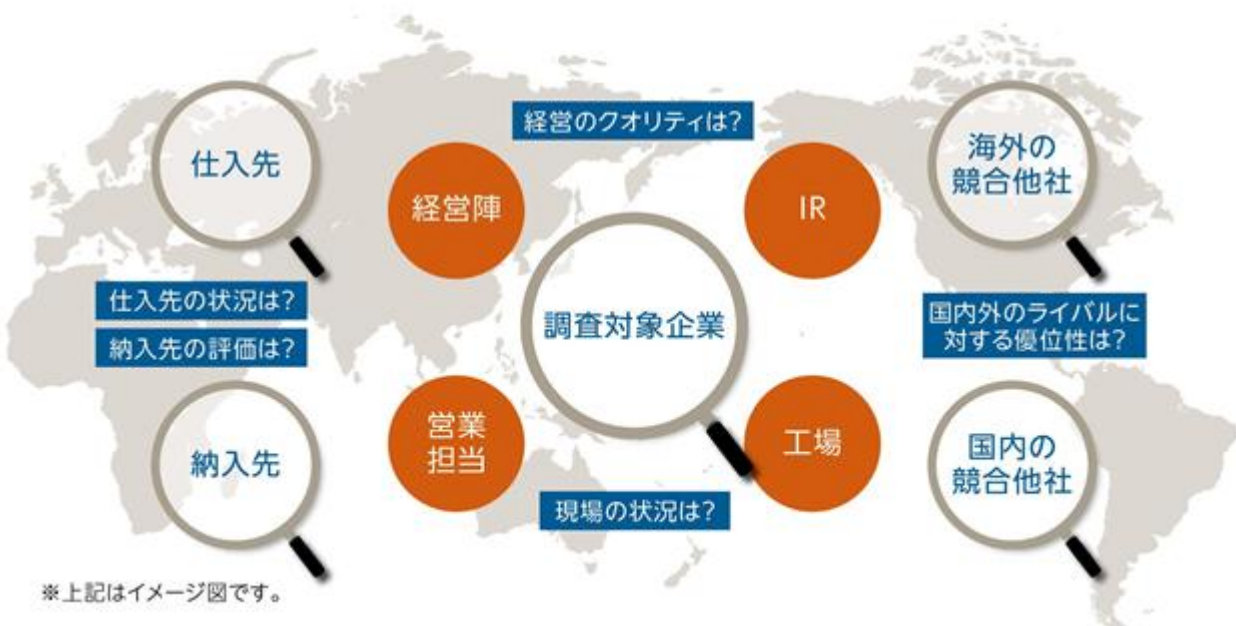 仕入先
経営のクオリティは?
海外の
競合他社
経営陣
IR
仕入先の状況は?
納入先の評価は?
調査対象企業
国内外のライバルに
対する優位性は?
営業
担当
工場
納入先
国内の
競合他社
現場の状況は?
※上記はイメージ図です。